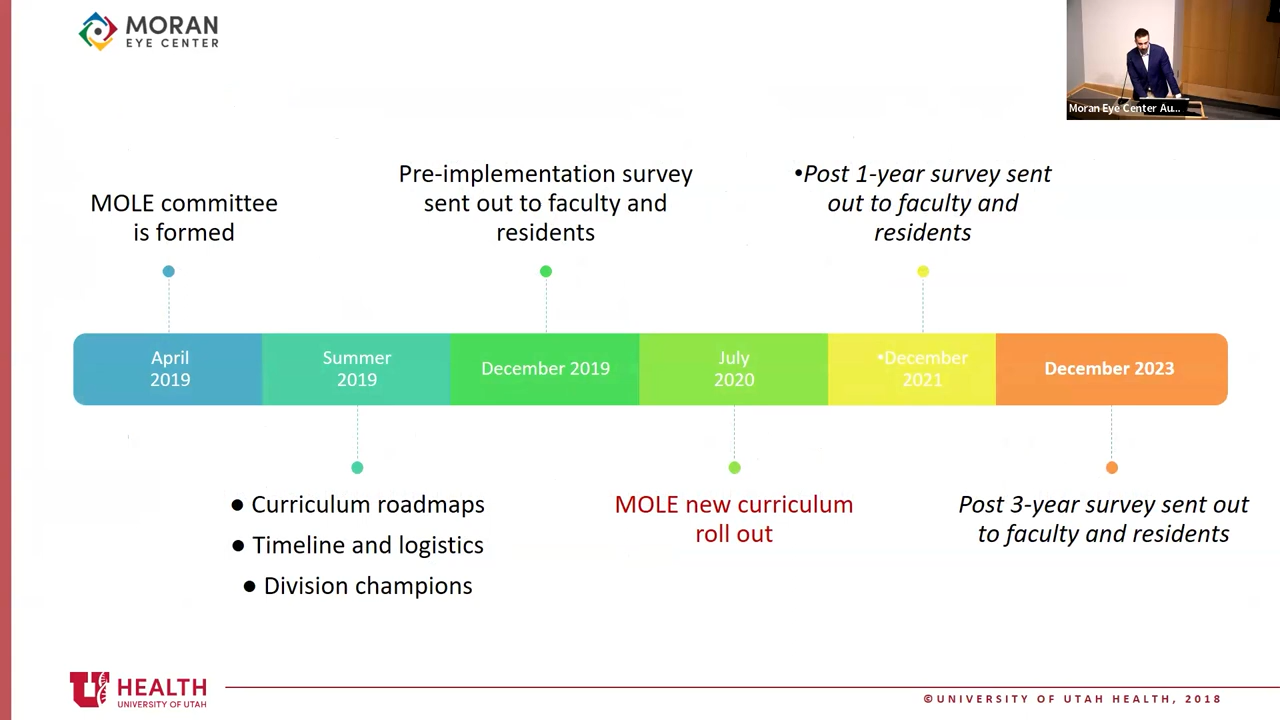 MORAN
EYE CENTER
Moran Eye Center Au...
MOLE committee
is formed
Pre-implementation survey
sent out to faculty and
residents
•Post 1-year survey sent
out to faculty and
residents
April
2019
Summer
2019
December 2019
July
2020
•December
2021
December 2023
● Curriculum roadmaps
● Timeline and logistics
● Division champions
MOLE new curriculum
roll out
Post 3-year survey sent out
to faculty and residents
U HEALTH
UNIVERSITY OF UTAH
©UNIVERSITY OF UTAH HEALTH, 2018